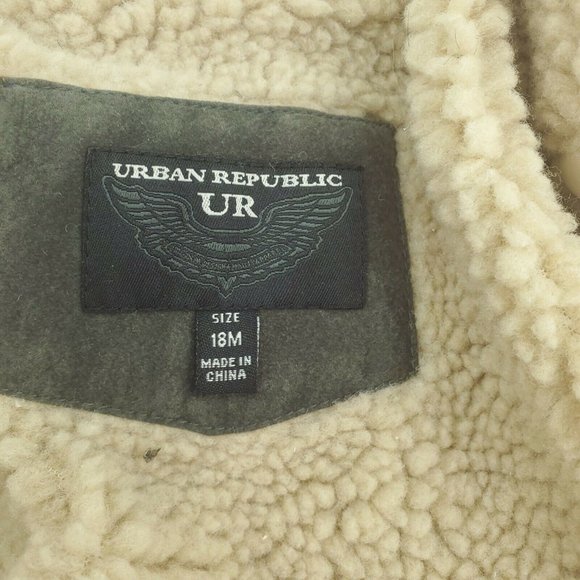 URBAN REPUBLIC
UR
SIZE
18M
MADE IN
CHINA